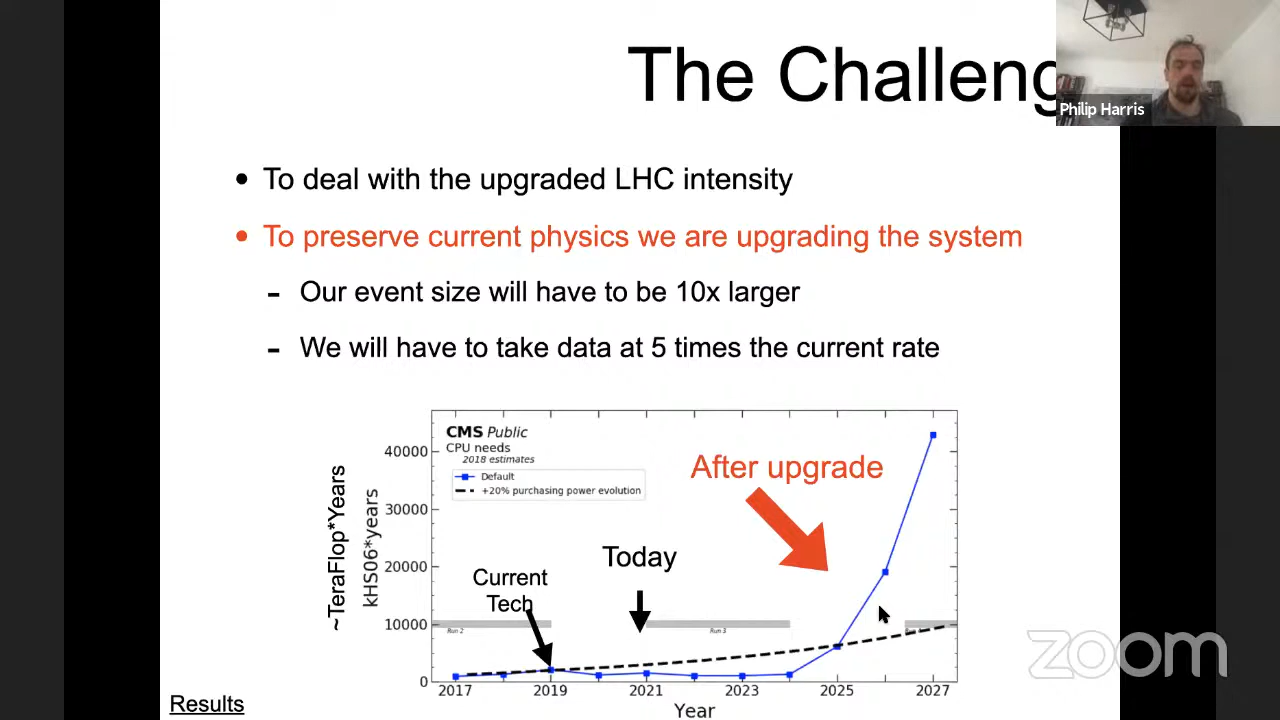 The Challeng
Philip Harris
• To deal with the upgraded LHC intensity
• To preserve current physics we are upgrading the system
- Our event size will have to be 10x larger
- We will have to take data at 5 times the current rate
CMS Public
CPU needs
2018 estimates
Default
+20% purchasing power evolution
After upgrade
Today
Current
Tech
~TeraFlop*Years
kHS06*years
40000
30000
20000
10000
0
Run 2
Run 3
2017
2019
2021
2023
2025
2027
Year
Results
zoom